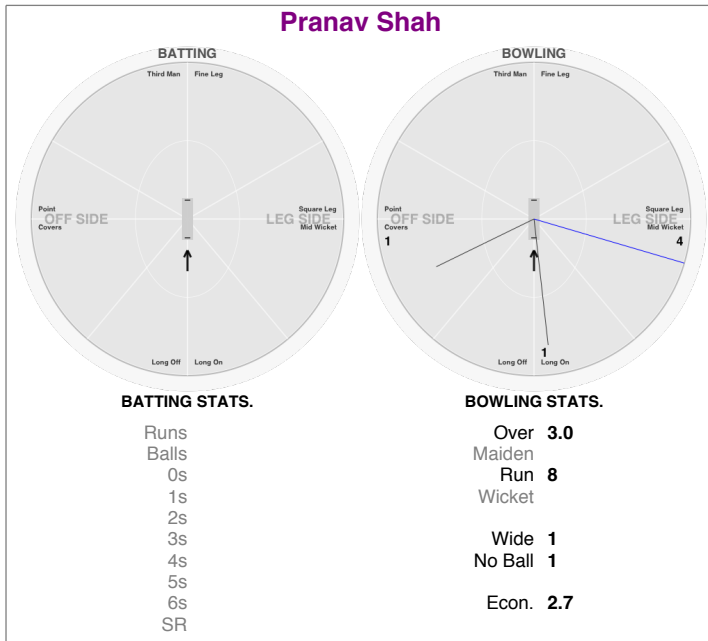 Pranav Shah
BATTING
Third Man Fine Leg
Point
OFF SIDE
Covers
Square Leg
LEG SIDE
Mid Wicket
Long Off Long On
BATTING STATS.
Runs
Balls
0s
1s
2s
3s
4s
5s
6s
SR
BOWLING
Third Man Fine Leg
Point
OFF SIDE
Covers
1
Square Leg
LEG SIDE
Mid Wicket
4
1
Long Off Long On
BOWLING STATS.
Over 3.0
Maiden
Run 8
Wicket
Wide 1
No Ball 1
Econ. 2.7